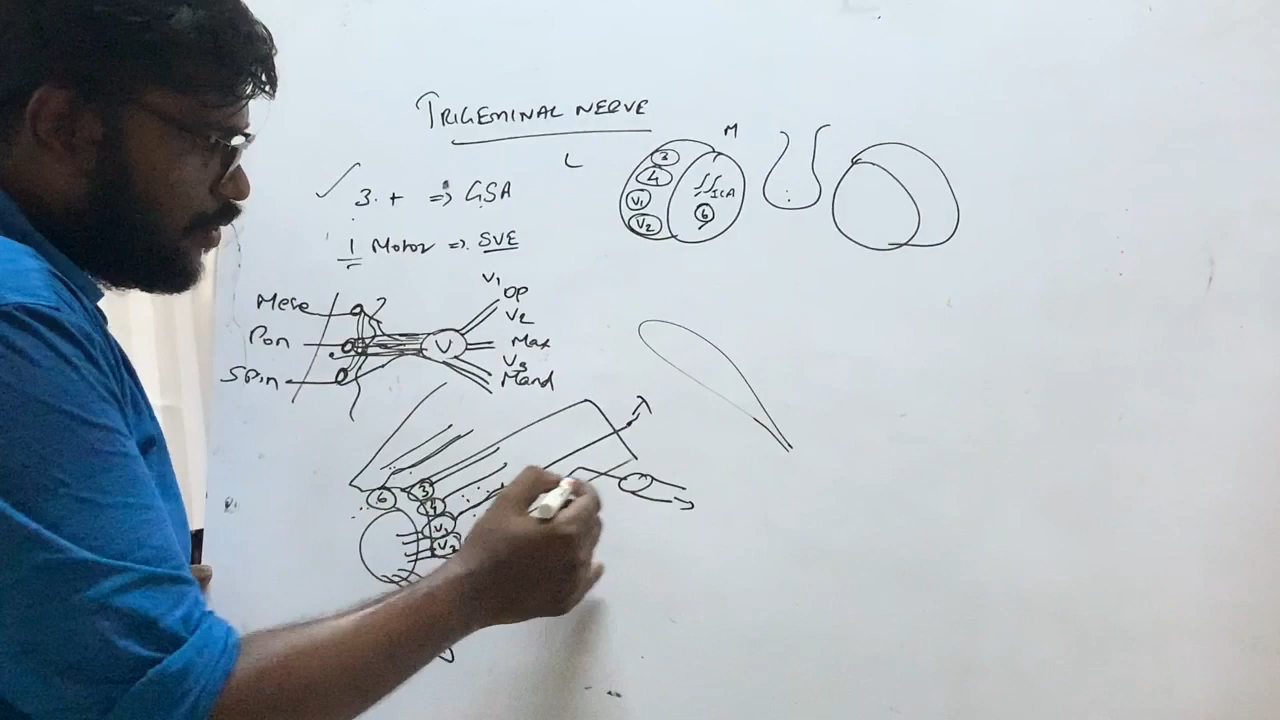 TRIGEMINAL NERVE
L
M
3 + => GSA
1 Motor => SVE
3
4
V1
V2
ICA
6
V1
OP
V2
Max
V3
Mand
Mese
Pon
Spin
V
6
3
4
V1
V2